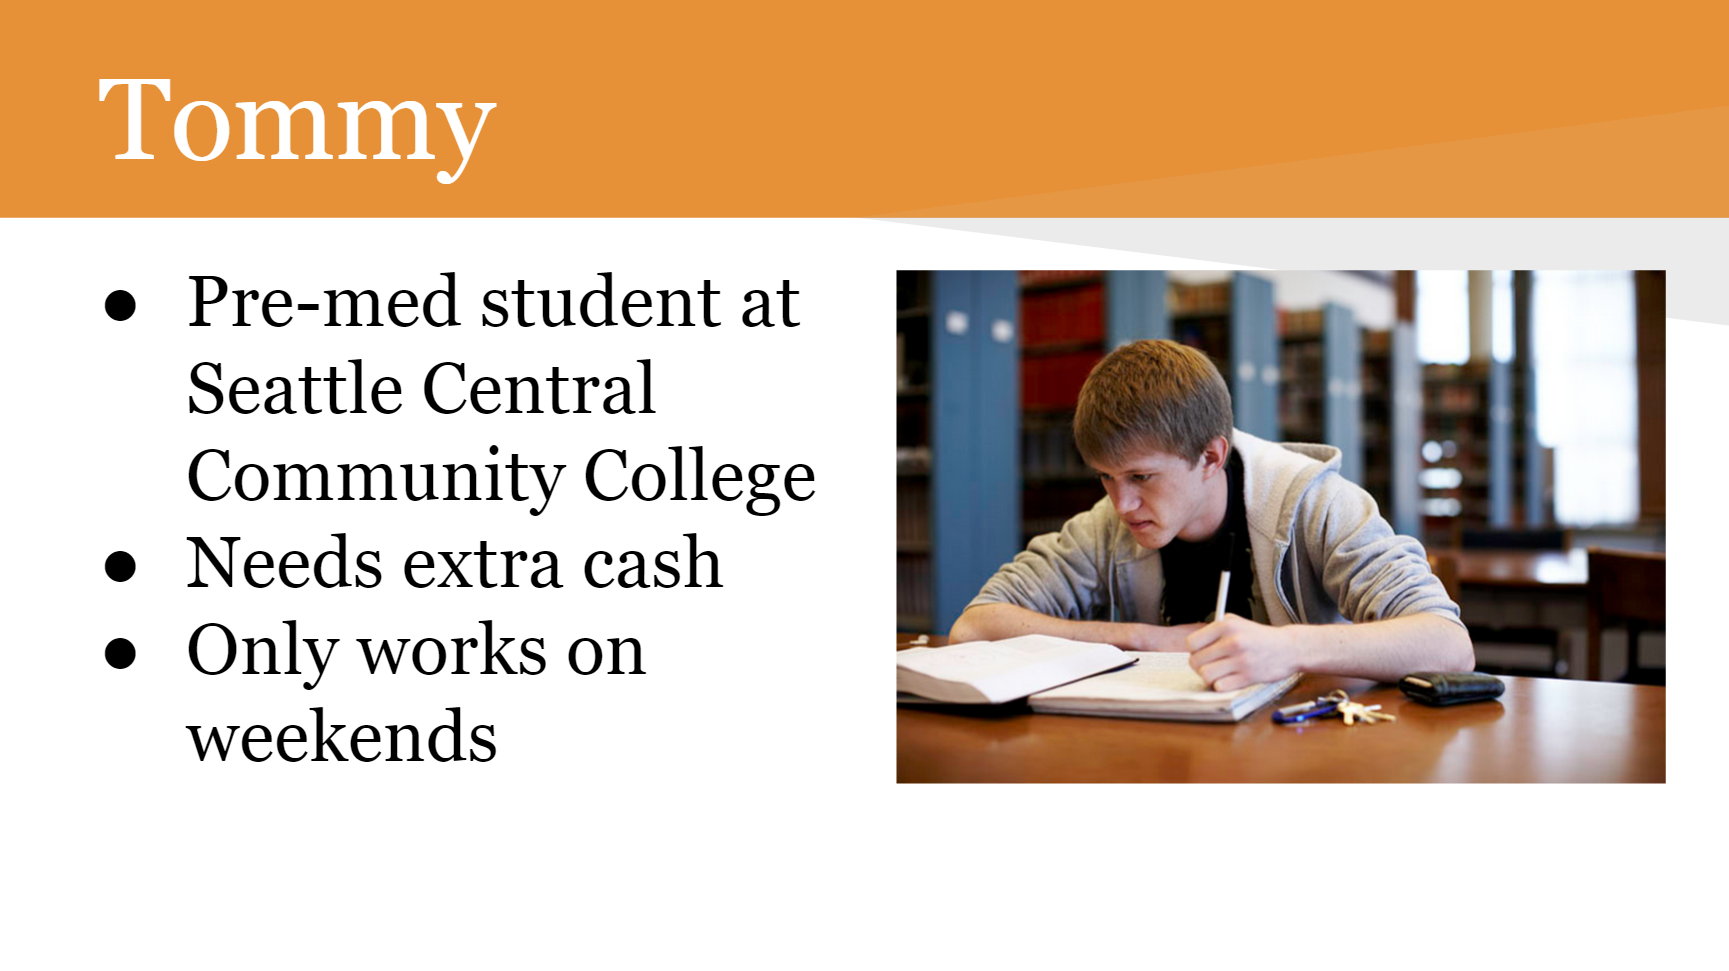 Tommy
● Pre-med student at
Seattle Central
Community College
● Needs extra cash
● Only works on
weekends